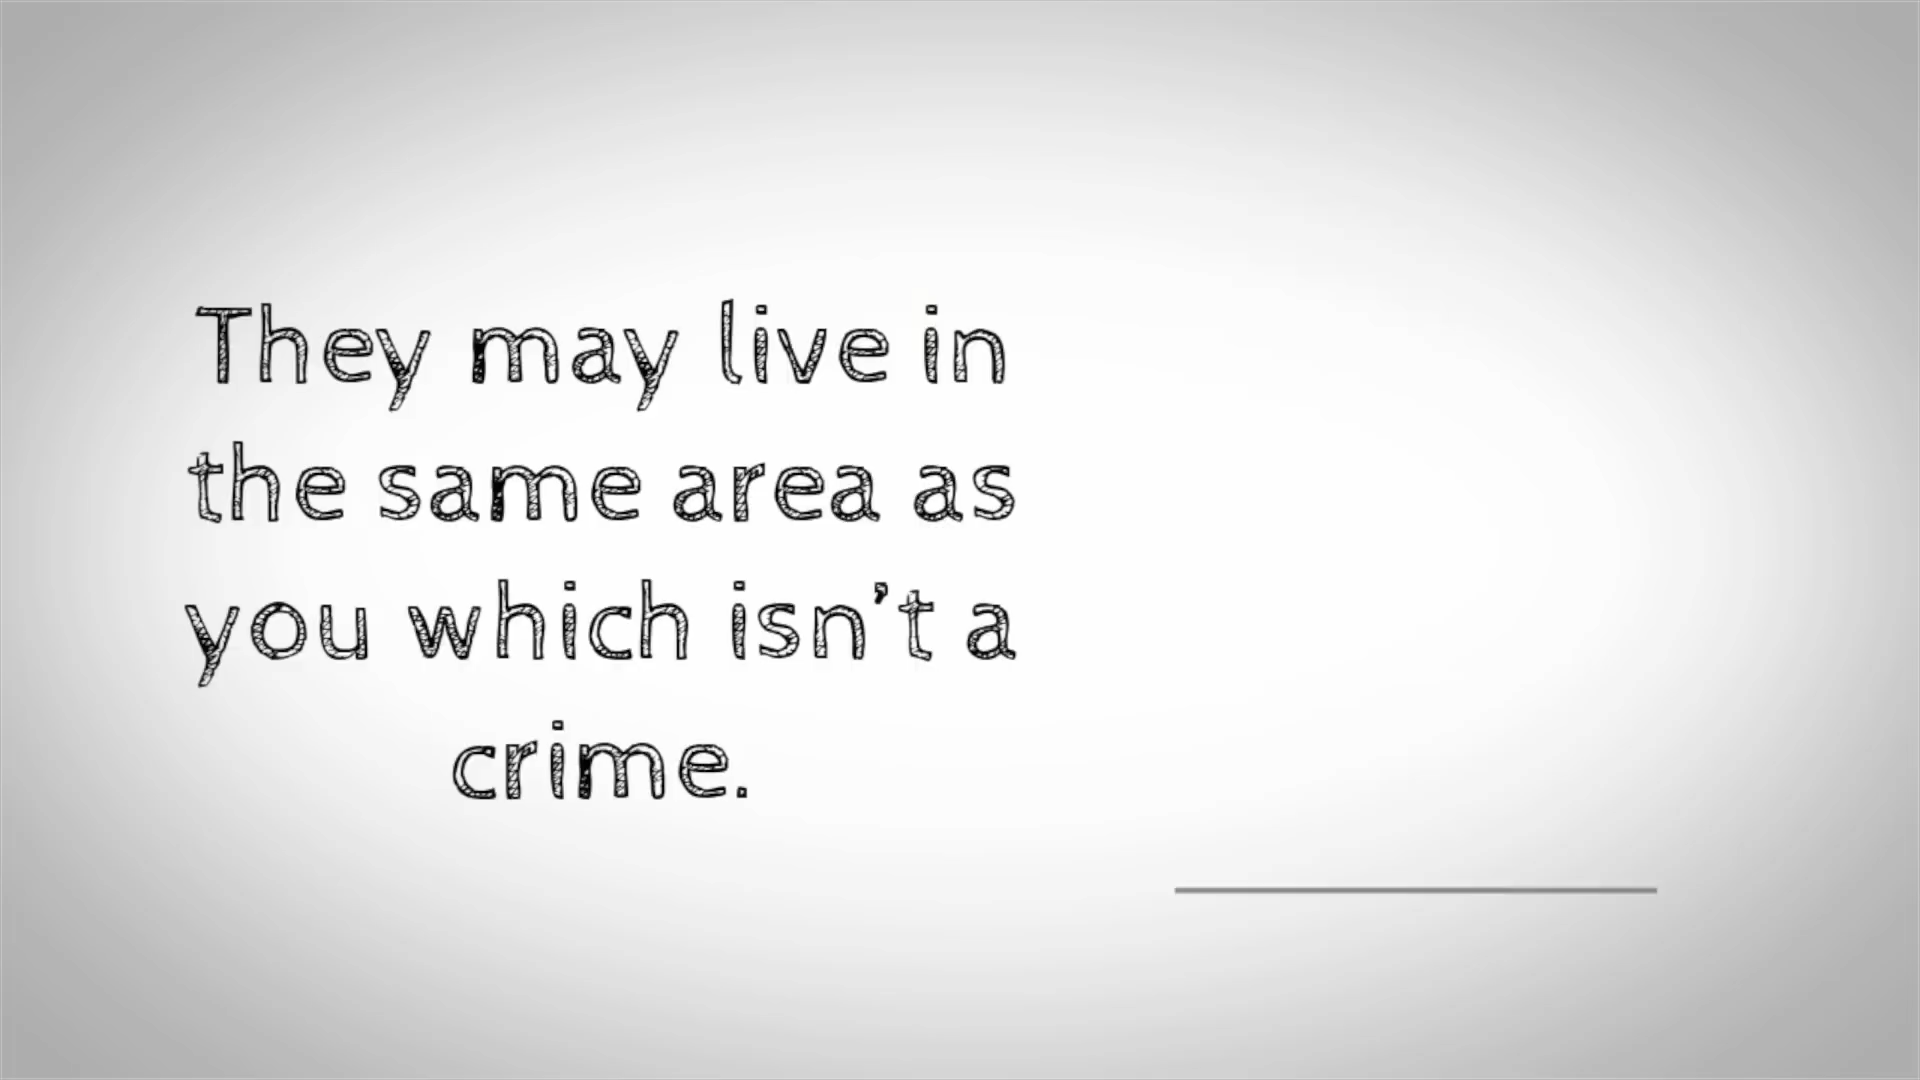 They may live in
the same area as
you which isn’t a
crime.